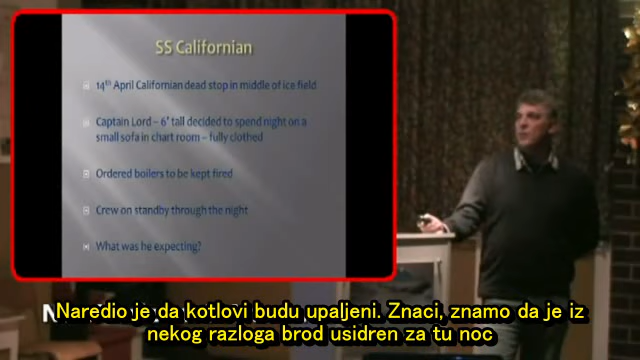 SS Californian
14th April Californian dead stop in middle of ice field
Captain Lord – 6' tall decided to spend night on a
small sofa in chart room – fully clothed
Ordered boilers to be kept fired
Crew on standby through the night
What was he expecting?
Naredio je da kotlovi budu upaljeni. Znaci, znamo da je iz
nekog razloga brod usidren za tu noc